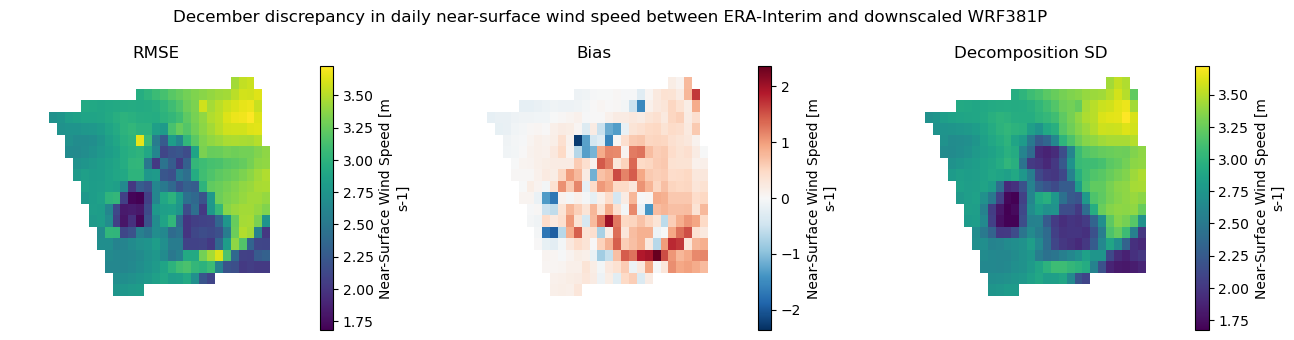 December discrepancy in daily near-surface wind speed between ERA-Interim and downscaled WRF381P
RMSE
3.50
3.25
3.00
2.75
2.50
2.25
2.00
1.75
Near-Surface Wind Speed [m
s-1]
Bias
2
1
0
−1
−2
Near-Surface Wind Speed [m
s-1]
Decomposition SD
3.50
3.25
3.00
2.75
2.50
2.25
2.00
1.75
Near-Surface Wind Speed [m
s-1]